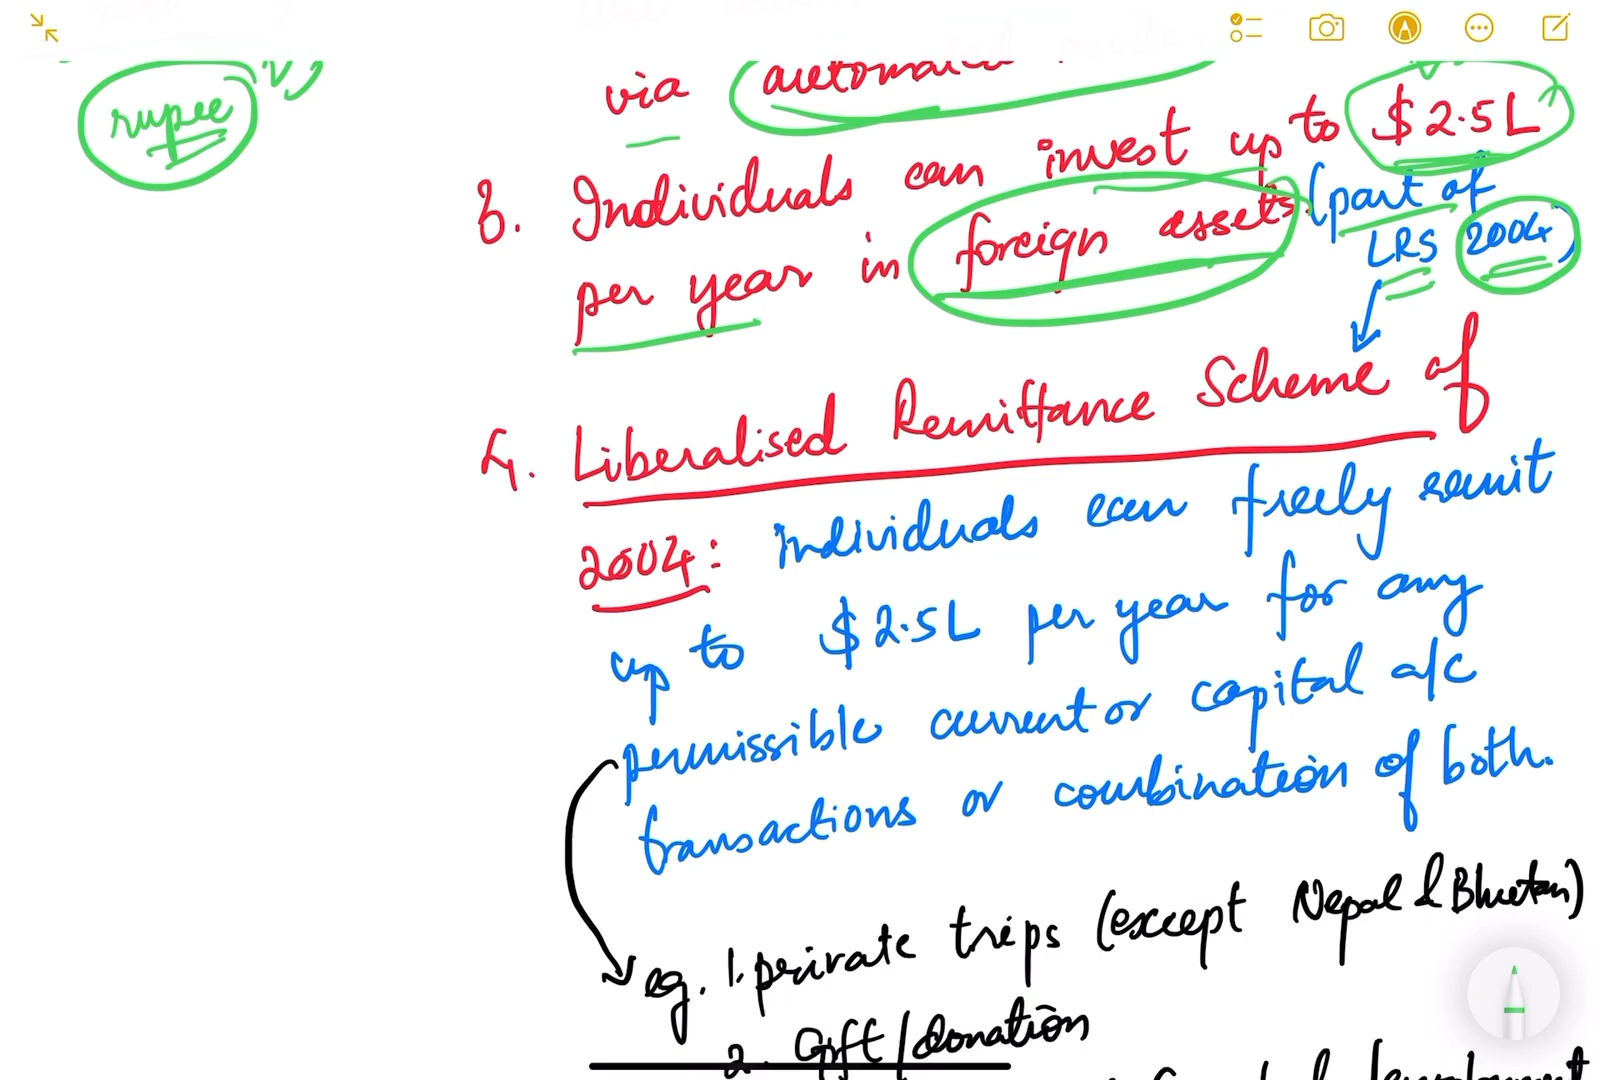 rupee
via
3. Individuals can invest up to $2.5L
per year in foreign assets (part of
LRS 2004)
4. Liberalised Remittance Scheme of
2004: individuals can freely remit
up to $2.5L per year for any
permissible current or capital a/c
transactions or combination of both.
eg. 1. private trips (except Nepal & Bhutan)
2. Gift/donation